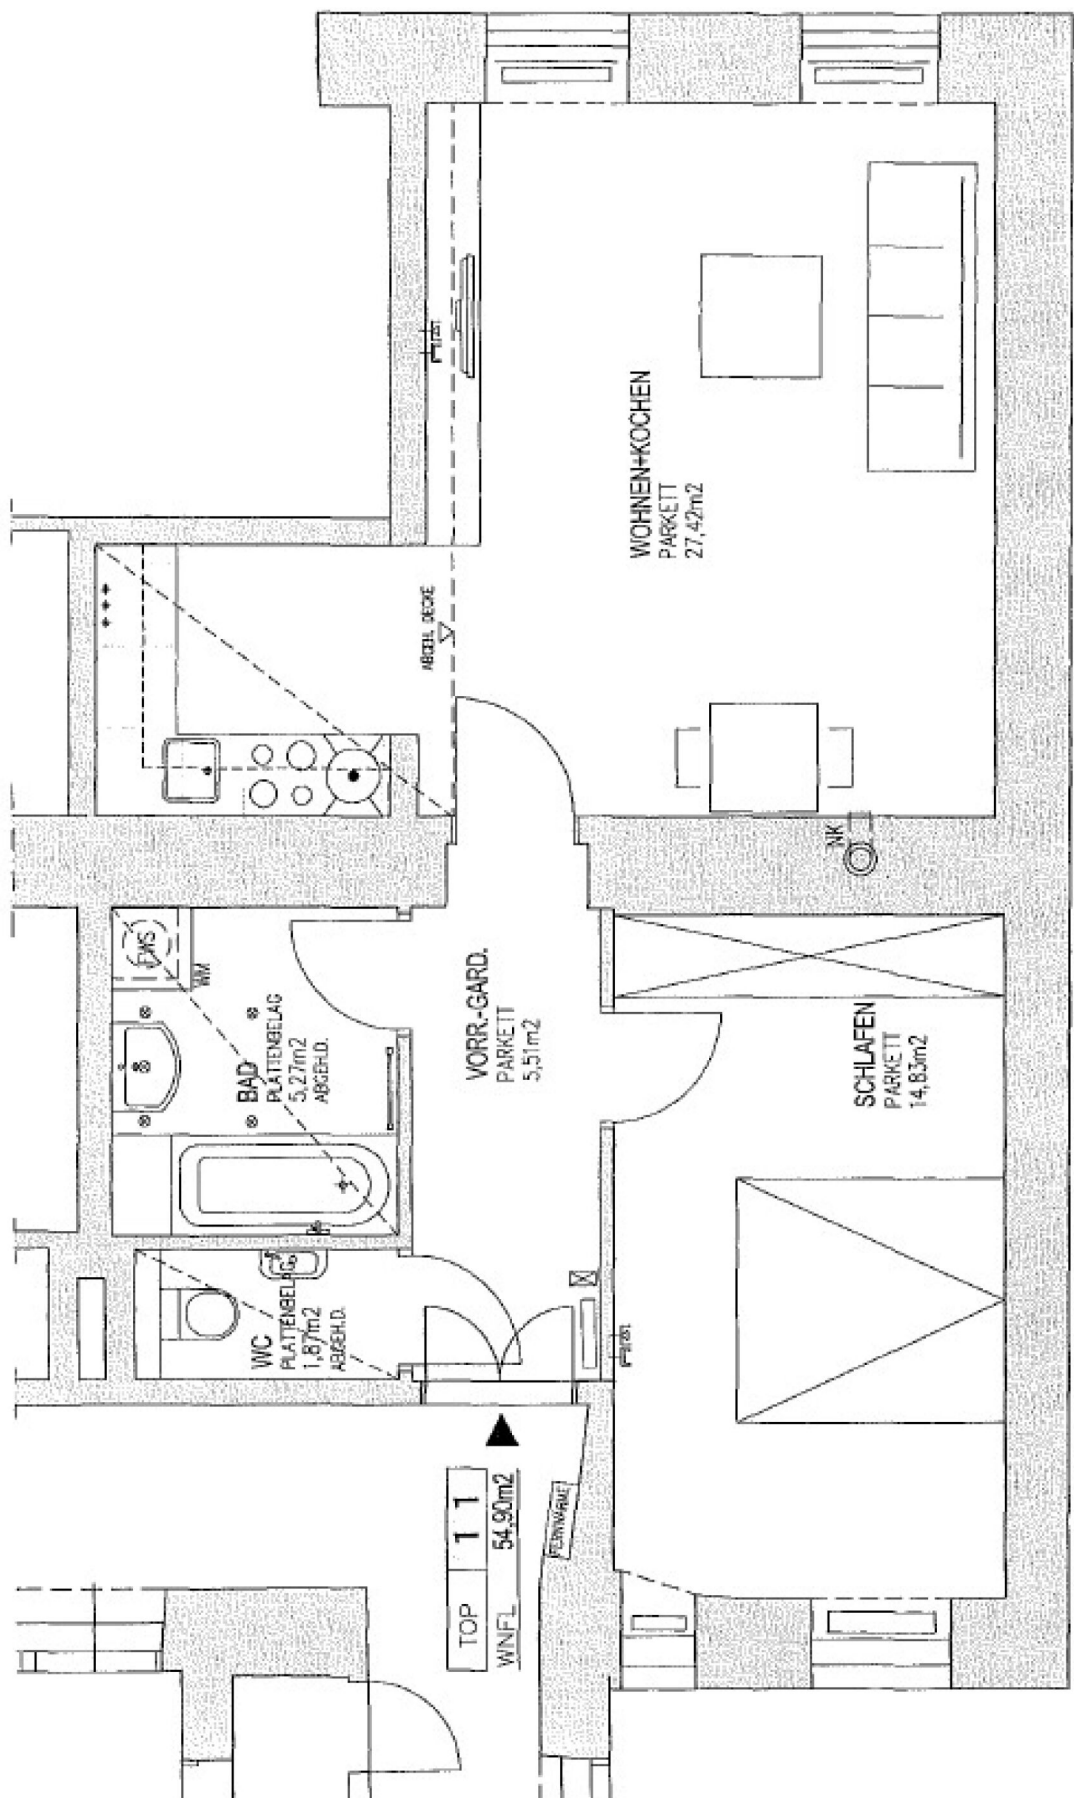 WOHNEN+KOCHEN
PARKETT
27,42m2
ABGEH. DECKE
NK
EWS
WM
BAD
PLATTENBELAG
5,27m2
ABGEH.D.
VORR.-GARD.
PARKETT
5,51m2
SCHLAFEN
PARKETT
14,83m2
WC
PLATTENBELAG
1,87m2
ABGEH.D.
TOP 11
WNFL 54,90m2
FERNWÄRME